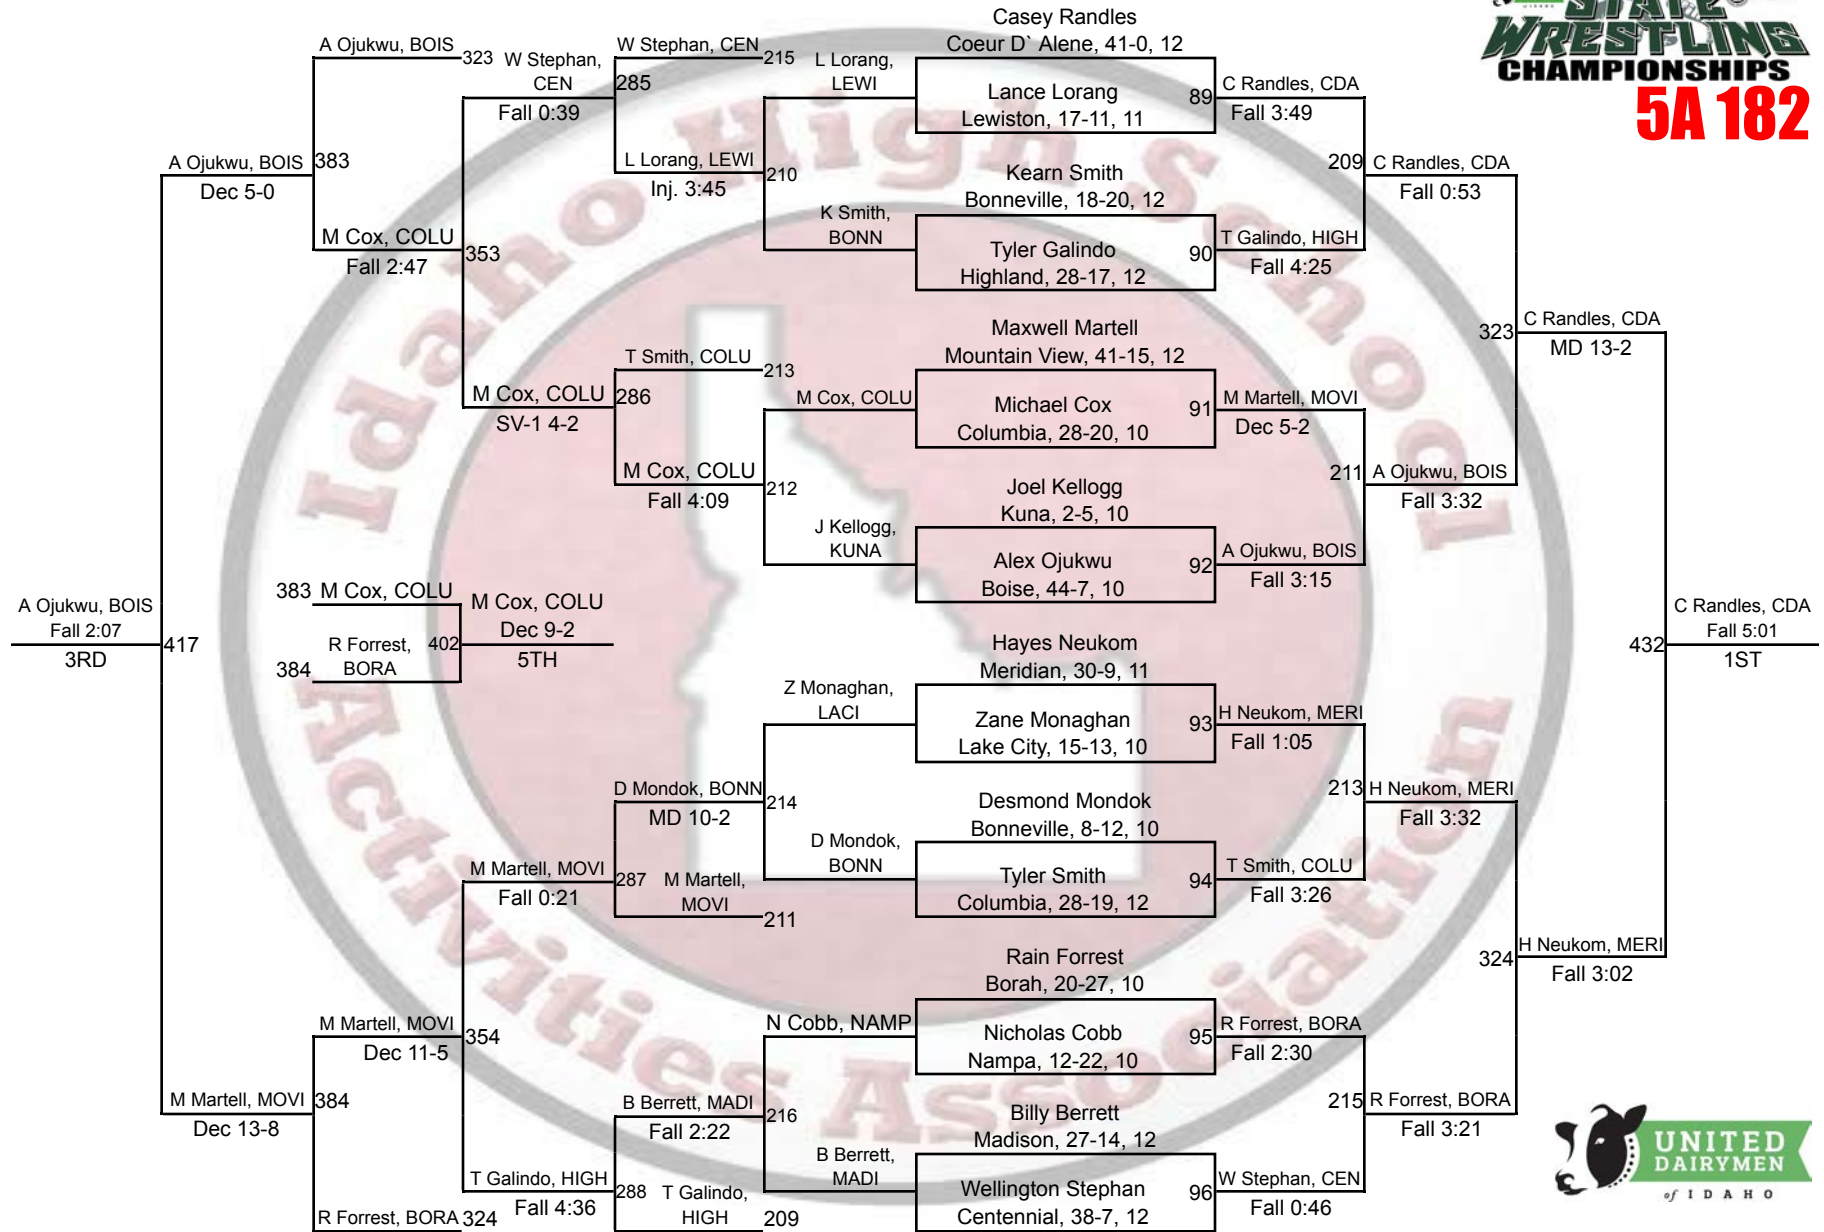 STATE
WRESTLING
CHAMPIONSHIPS
5A 182
Idaho High School
Activities Association
A Ojukwu, BOIS
323
W Stephan,
CEN
Fall 0:39
W Stephan, CEN
215
285
L Lorang, LEWI
Inj. 3:45
210
L Lorang,
LEWI
K Smith,
BONN
A Ojukwu, BOIS
Dec 5-0
383
M Cox, COLU
Fall 2:47
353
T Smith, COLU
213
M Cox, COLU
SV-1 4-2
286
M Cox, COLU
Fall 4:09
212
M Cox, COLU
J Kellogg,
KUNA
Casey Randles
Coeur D` Alene, 41-0, 12
Lance Lorang
Lewiston, 17-11, 11
89
C Randles, CDA
Fall 3:49
Kearn Smith
Bonneville, 18-20, 12
Tyler Galindo
Highland, 28-17, 12
90
T Galindo, HIGH
Fall 4:25
209
C Randles, CDA
Fall 0:53
Maxwell Martell
Mountain View, 41-15, 12
Michael Cox
Columbia, 28-20, 10
91
M Martell, MOVI
Dec 5-2
Joel Kellogg
Kuna, 2-5, 10
Alex Ojukwu
Boise, 44-7, 10
92
A Ojukwu, BOIS
Fall 3:15
211
A Ojukwu, BOIS
Fall 3:32
323
C Randles, CDA
MD 13-2
A Ojukwu, BOIS
Fall 2:07
3RD
417
383
M Cox, COLU
R Forrest,
BORA
384
402
M Cox, COLU
Dec 9-2
5TH
C Randles, CDA
Fall 5:01
1ST
432
Z Monaghan,
LACI
D Mondok, BONN
MD 10-2
214
D Mondok,
BONN
M Martell, MOVI
Fall 0:21
287
M Martell,
MOVI
211
Hayes Neukom
Meridian, 30-9, 11
Zane Monaghan
Lake City, 15-13, 10
93
H Neukom, MERI
Fall 1:05
Desmond Mondok
Bonneville, 8-12, 10
Tyler Smith
Columbia, 28-19, 12
94
T Smith, COLU
Fall 3:26
213
H Neukom, MERI
Fall 3:32
324
H Neukom, MERI
Fall 3:02
M Martell, MOVI
Dec 11-5
354
M Martell, MOVI
Dec 13-8
384
N Cobb, NAMP
B Berrett, MADI
Fall 2:22
216
B Berrett,
MADI
T Galindo, HIGH
Fall 4:36
288
T Galindo,
HIGH
209
R Forrest, BORA
324
Rain Forrest
Borah, 20-27, 10
Nicholas Cobb
Nampa, 12-22, 10
95
R Forrest, BORA
Fall 2:30
Billy Berrett
Madison, 27-14, 12
Wellington Stephan
Centennial, 38-7, 12
96
W Stephan, CEN
Fall 0:46
215
R Forrest, BORA
Fall 3:21
UNITED
DAIRYMEN
of IDAHO